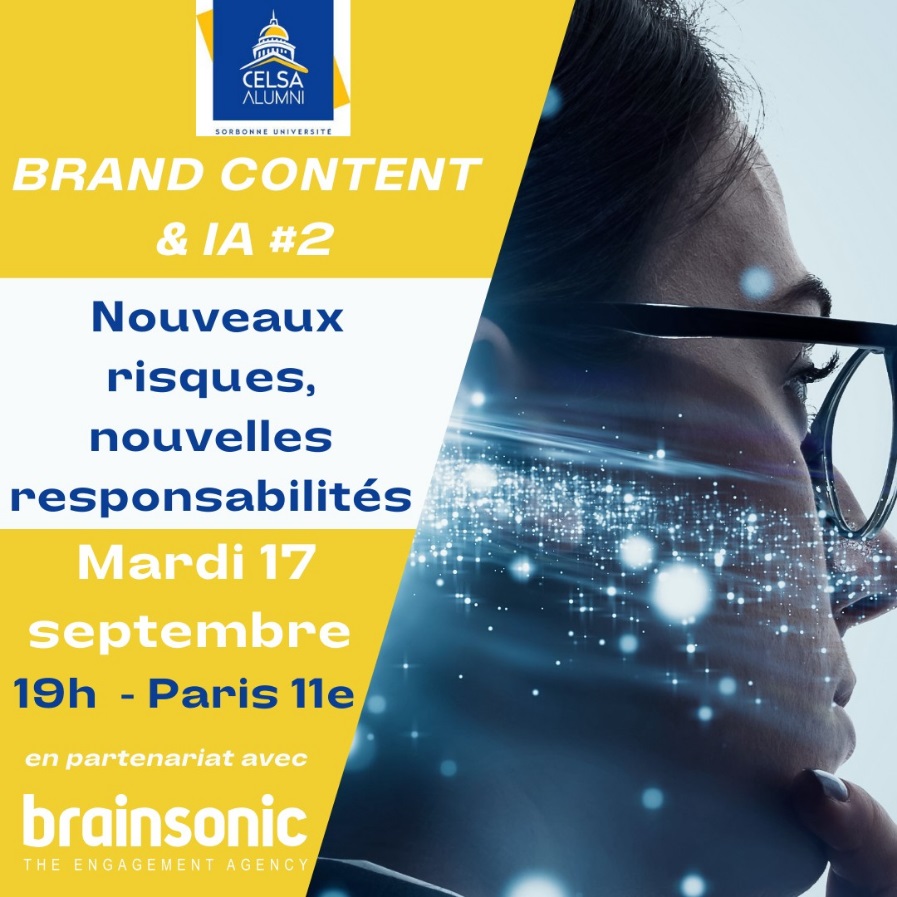 CELSA
ALUMNI
SORBONNE UNIVERSITÉ
BRAND CONTENT
& IA #2
Nouveaux
risques,
nouvelles
responsabilités
Mardi 17
septembre
19h - Paris 11e
en partenariat avec
brainsonic
THE ENGAGEMENT AGENCY